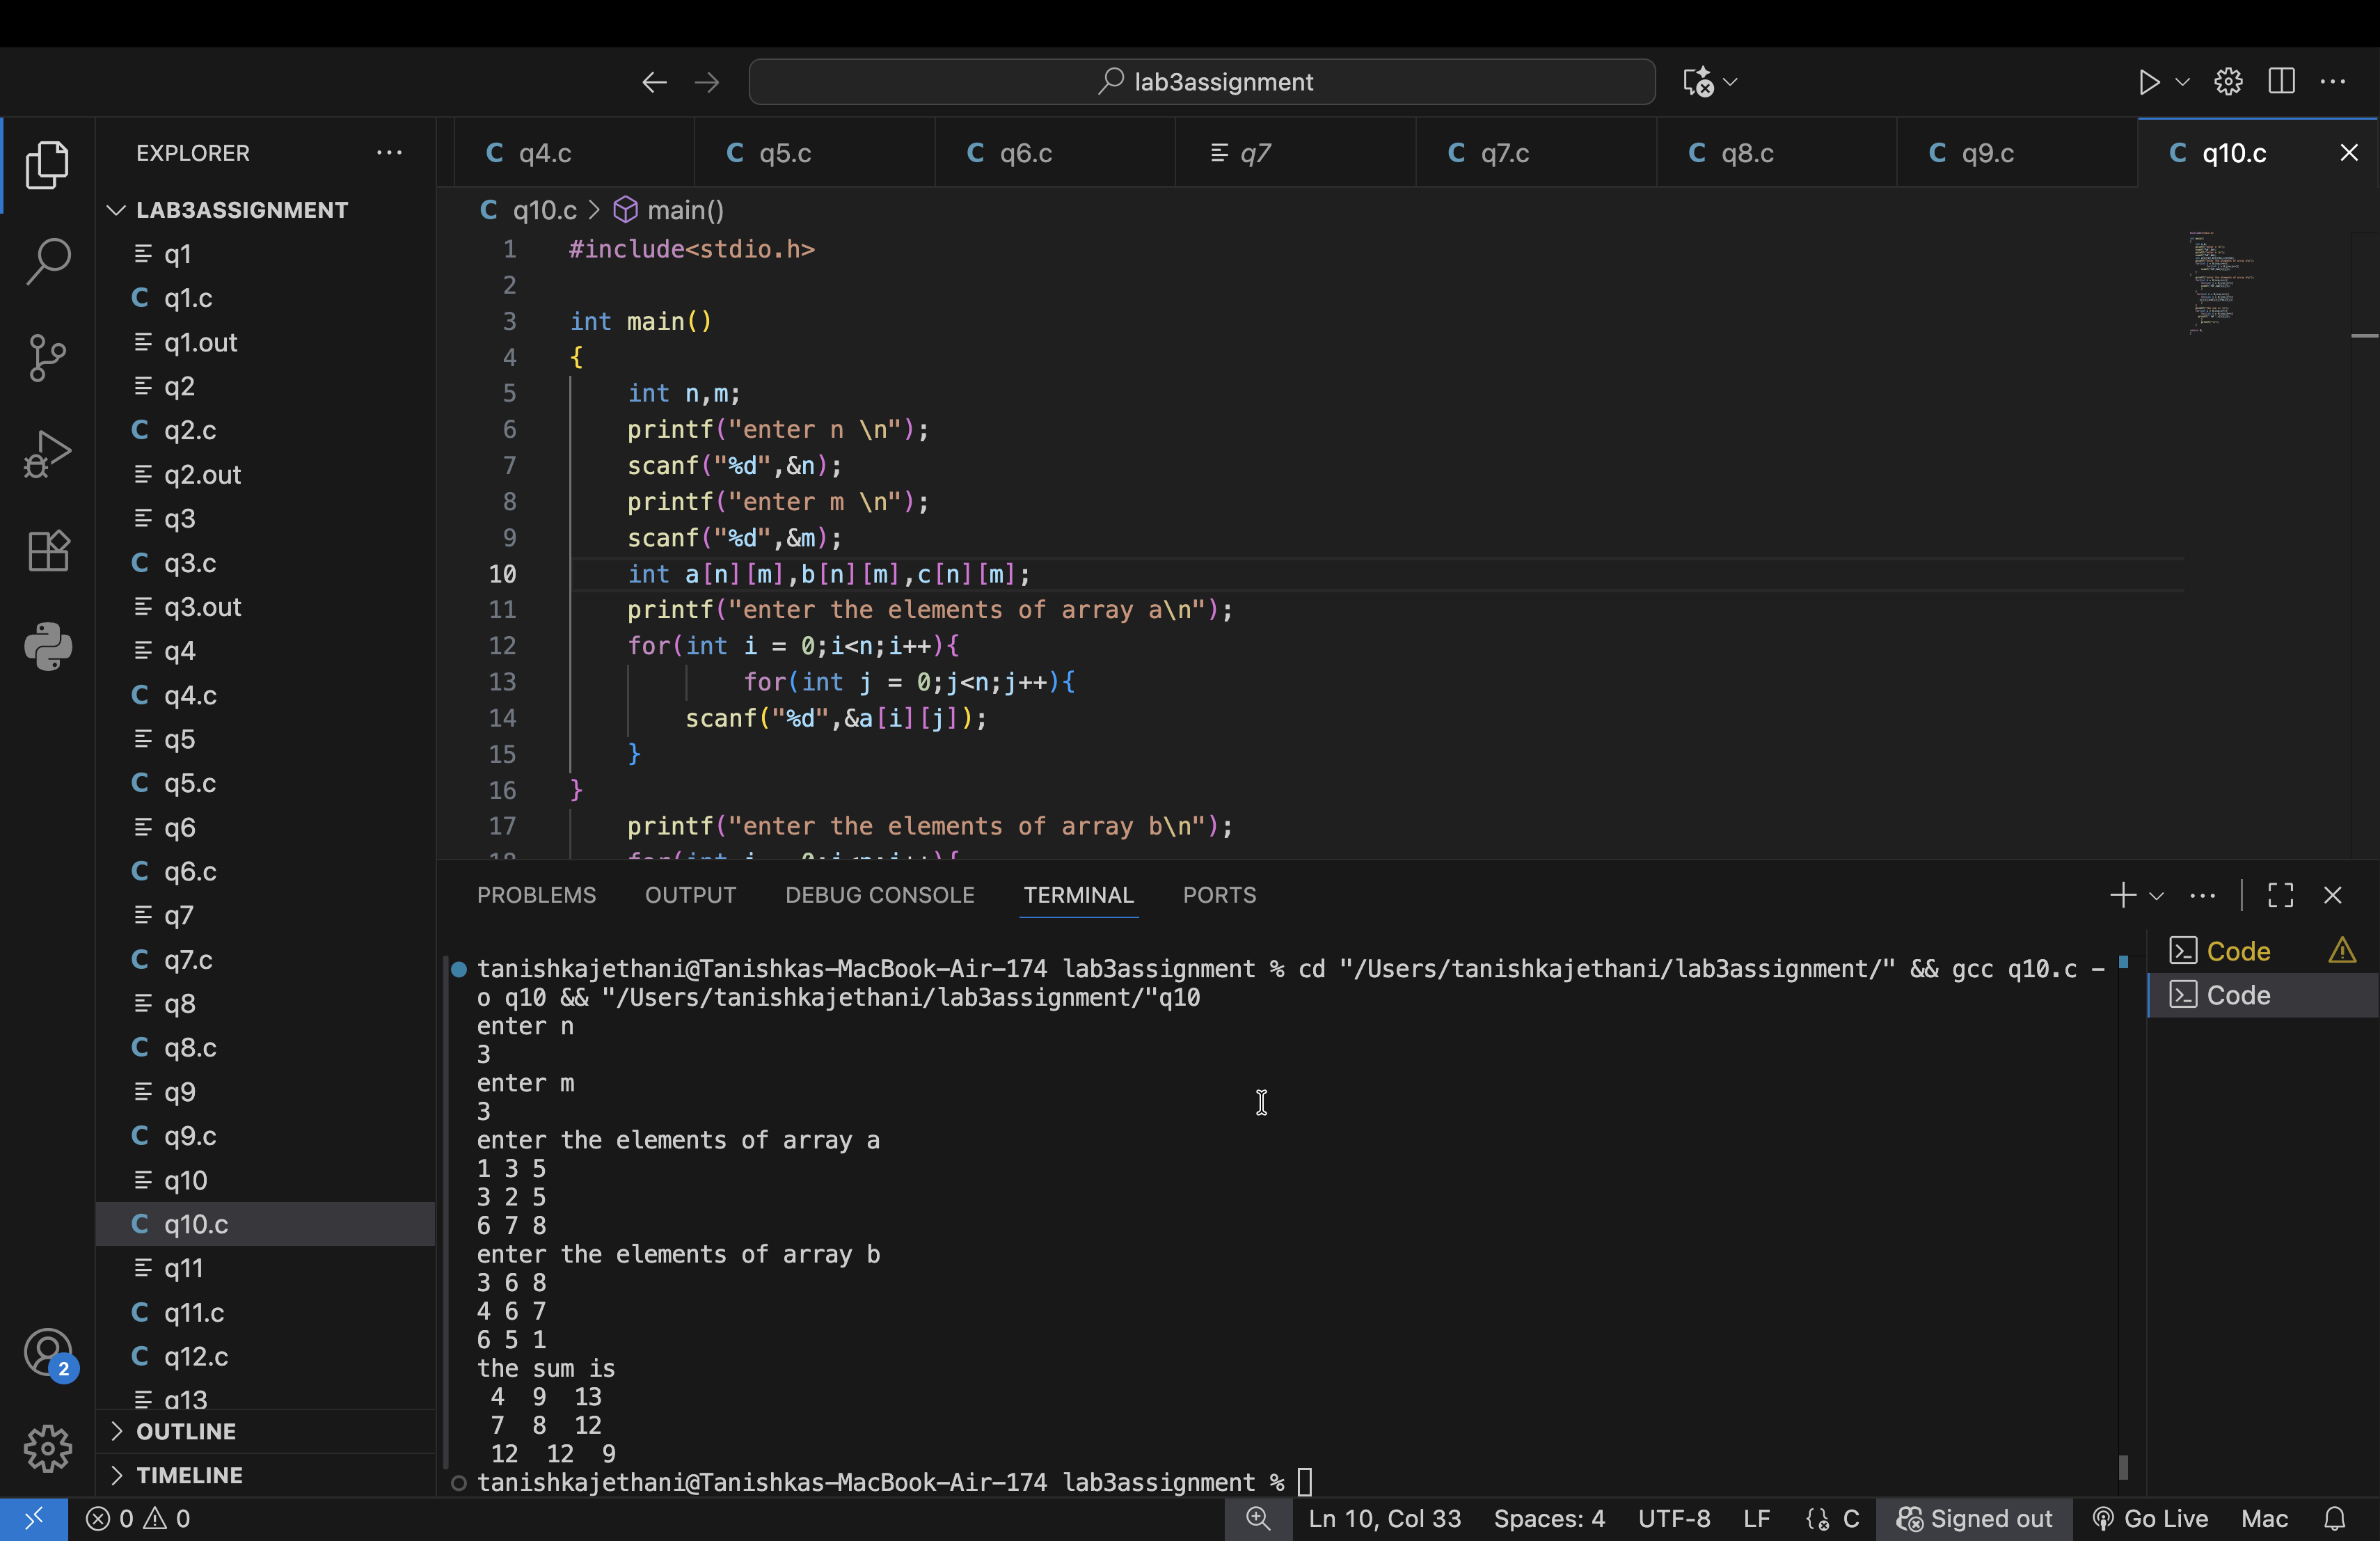 lab3assignment
EXPLORER
LAB3ASSIGNMENT
q1
q1.c
q1.out
q2
q2.c
q2.out
q3
q3.c
q3.out
q4
q4.c
q5
q5.c
q6
q6.c
q7
q7.c
q8
q8.c
q9
q9.c
q10
q10.c
q11
q11.c
q12.c
q13
OUTLINE
TIMELINE
2
C q4.c C q5.c C q6.c q7 C q7.c C q8.c C q9.c C q10.c
C q10.c > main()
1 #include<stdio.h>
2
3 int main()
4 {
5     int n,m;
6     printf("enter n \n");
7     scanf("%d",&n);
8     printf("enter m \n");
9     scanf("%d",&m);
10     int a[n][m],b[n][m],c[n][m];
11     printf("enter the elements of array a\n");
12     for(int i = 0;i<n;i++){
13             for(int j = 0;j<n;j++){
14         scanf("%d",&a[i][j]);
15     }
16 }
17     printf("enter the elements of array b\n");
18     for(int i = 0;i<n;i++){
PROBLEMS OUTPUT DEBUG CONSOLE TERMINAL PORTS
tanishkajethani@Tanishkas-MacBook-Air-174 lab3assignment % cd "/Users/tanishkajethani/lab3assignment/" && gcc q10.c -
o q10 && "/Users/tanishkajethani/lab3assignment/"q10
enter n
3
enter m
3
enter the elements of array a
1 3 5
3 2 5
6 7 8
enter the elements of array b
3 6 8
4 6 7
6 5 1
the sum is
 4  9  13
 7  8  12
 12  12  9
tanishkajethani@Tanishkas-MacBook-Air-174 lab3assignment %
Code
Code
0 0 Ln 10, Col 33 Spaces: 4 UTF-8 LF {} C Signed out Go Live Mac